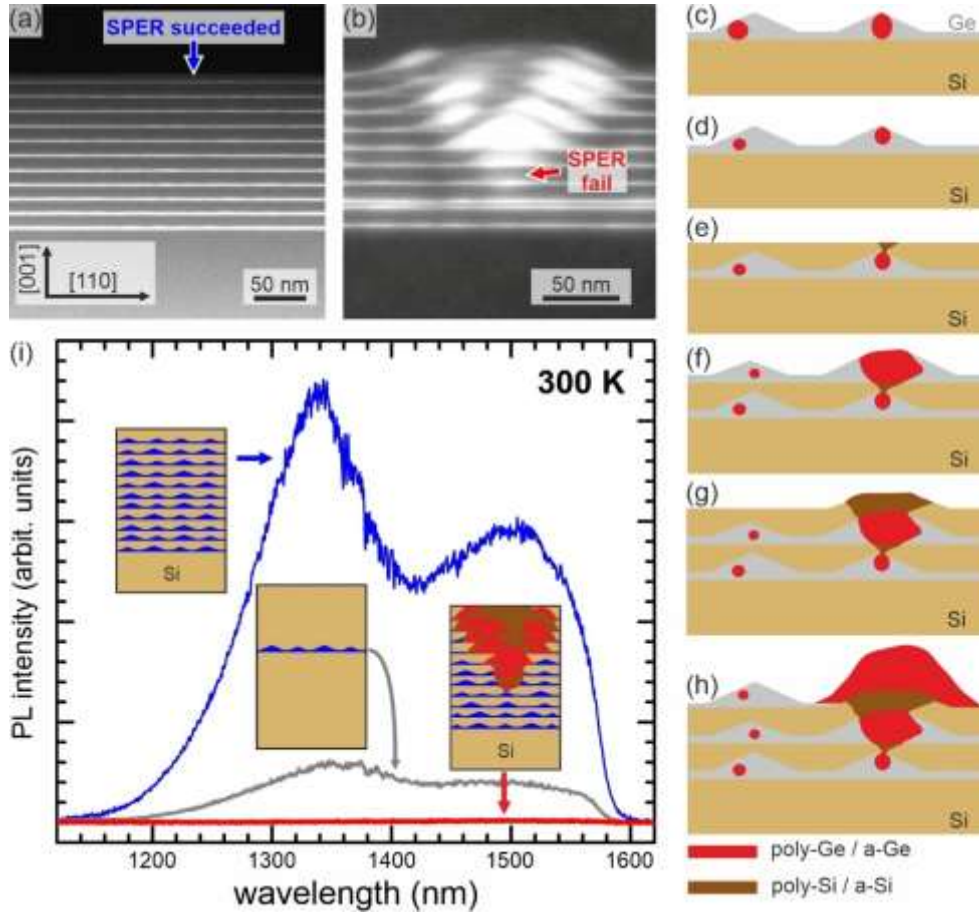 (a)
SPER succeeded
[001]
[110]
50 nm
(b)
SPER
fail
50 nm
(c)
Ge
Si
(d)
Si
(e)
Si
(f)
Si
(g)
Si
(h)
Si
poly-Ge / a-Ge
poly-Si / a-Si
(i)
300 K
PL intensity (arbit. units)
Si
Si
1200 1300 1400 1500 1600
wavelength (nm)